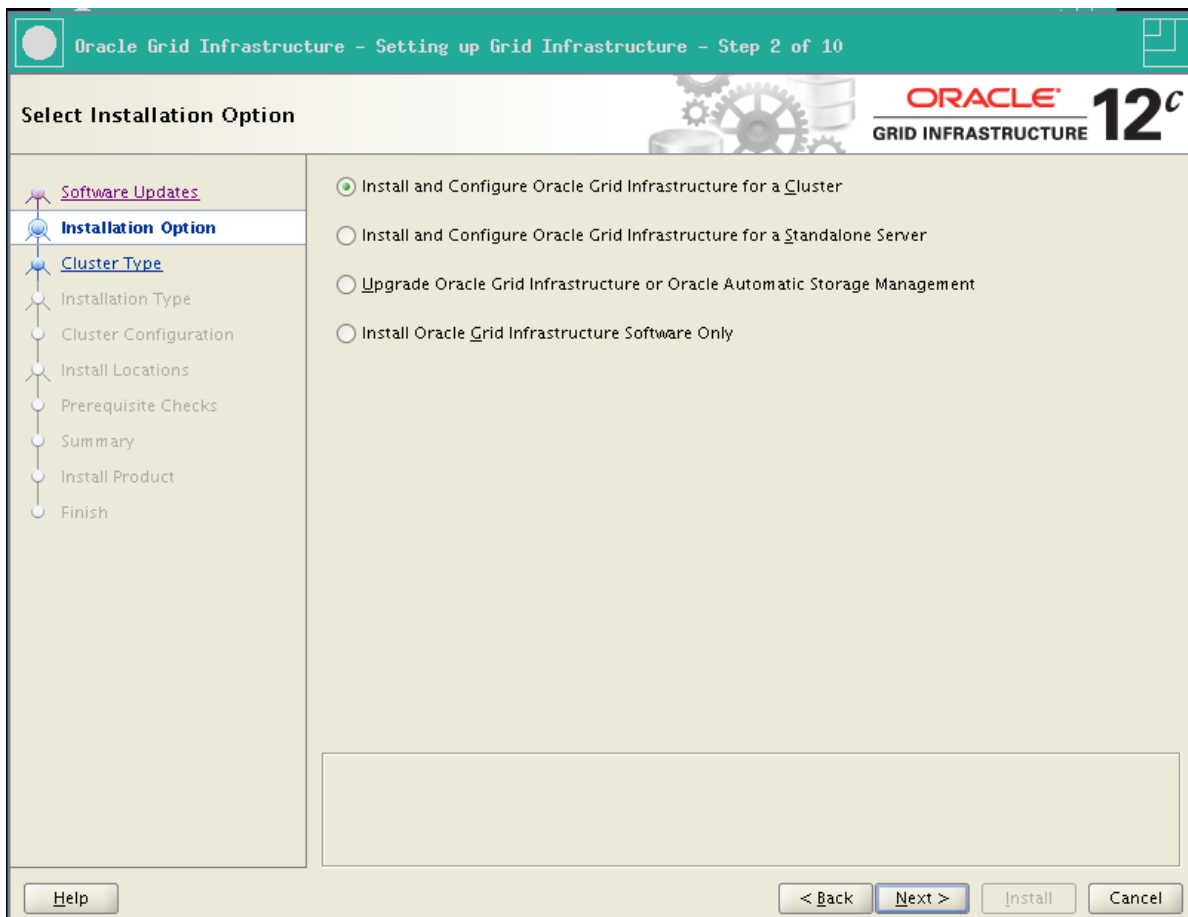 Oracle Grid Infrastructure - Setting up Grid Infrastructure - Step 2 of 10
Select Installation Option
ORACLE®
GRID INFRASTRUCTURE
12c
Software Updates
Installation Option
Cluster Type
Installation Type
Cluster Configuration
Install Locations
Prerequisite Checks
Summary
Install Product
Finish
Install and Configure Oracle Grid Infrastructure for a Cluster
Install and Configure Oracle Grid Infrastructure for a Standalone Server
Upgrade Oracle Grid Infrastructure or Oracle Automatic Storage Management
Install Oracle Grid Infrastructure Software Only
Help
< Back
Next >
Install
Cancel